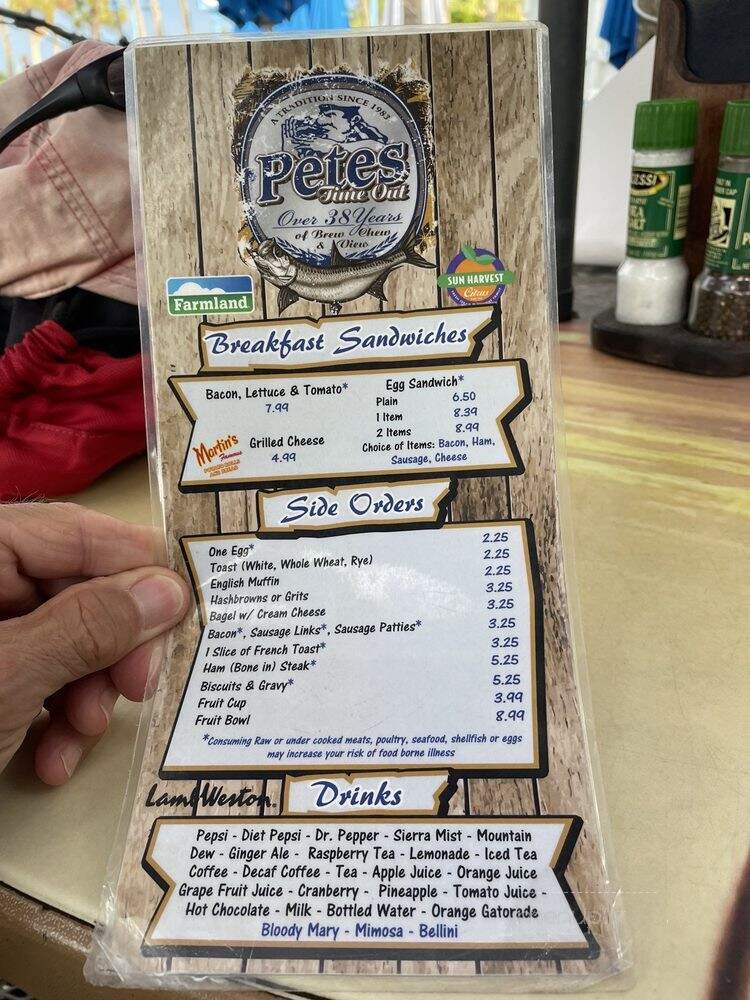 A TRADITION SINCE 1983
Petes
Time Out
Over 38 Years
of Brew Chew
& View
Farmland
SUN HARVEST
Citrus
Breakfast Sandwiches
Bacon, Lettuce & Tomato*
7.99
Egg Sandwich*
Plain 6.50
1 Item 8.39
2 Items 8.99
Choice of Items: Bacon, Ham,
Sausage, Cheese
Martin's
Famous
Grilled Cheese
4.99
Side Orders
One Egg* 2.25
Toast (White, Whole Wheat, Rye) 2.25
English Muffin 2.25
Hashbrowns or Grits 3.25
Bagel w/ Cream Cheese 3.25
Bacon*, Sausage Links*, Sausage Patties* 3.25
1 Slice of French Toast* 3.25
Ham (Bone in) Steak* 5.25
Biscuits & Gravy* 5.25
Fruit Cup 3.99
Fruit Bowl 8.99
*Consuming Raw or under cooked meats, poultry, seafood, shellfish or eggs
may increase your risk of food borne illness
Lamb Weston.
Drinks
Pepsi - Diet Pepsi - Dr. Pepper - Sierra Mist - Mountain
Dew - Ginger Ale - Raspberry Tea - Lemonade - Iced Tea
Coffee - Decaf Coffee - Tea - Apple Juice - Orange Juice
Grape Fruit Juice - Cranberry - Pineapple - Tomato Juice -
Hot Chocolate - Milk - Bottled Water - Orange Gatorade
Bloody Mary - Mimosa - Bellini